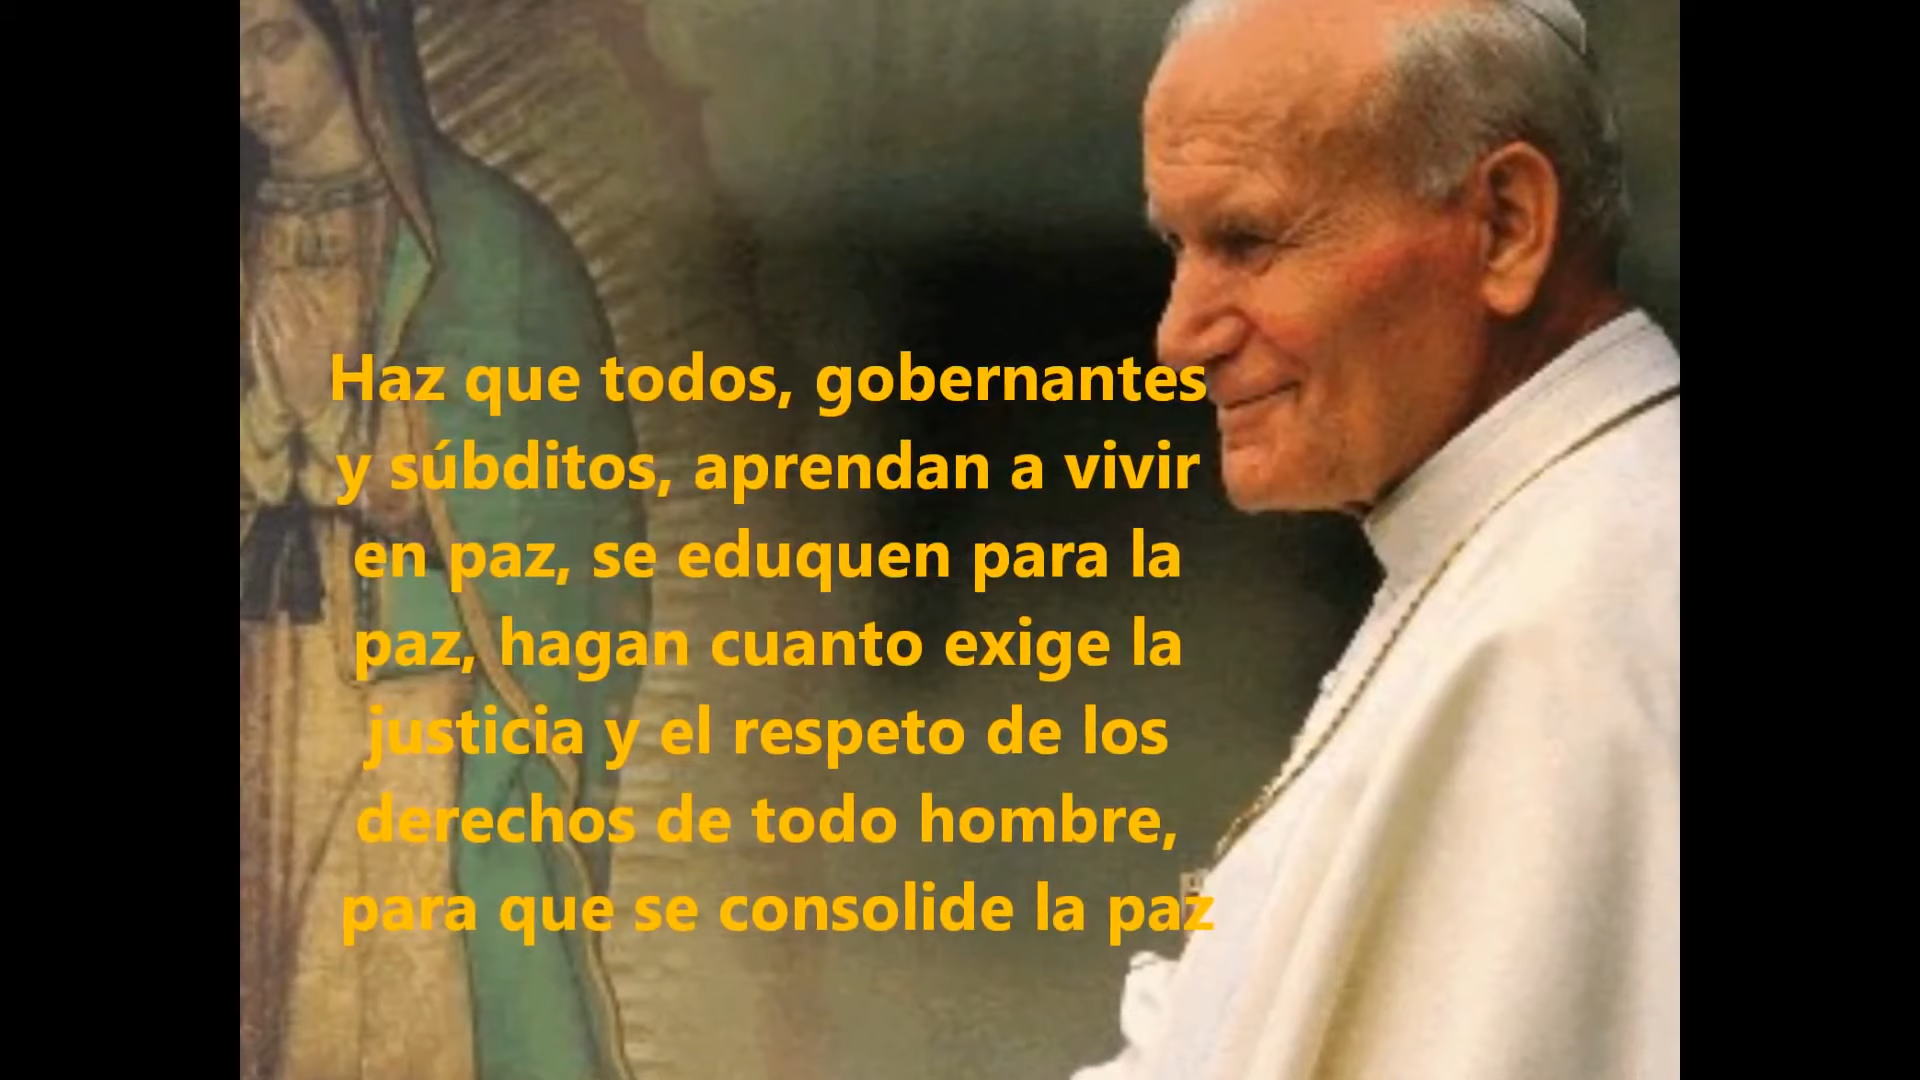 Haz que todos, gobernantes
y súbditos, aprendan a vivir
en paz, se eduquen para la
paz, hagan cuanto exige la
justicia y el respeto de los
derechos de todo hombre,
para que se consolide la paz